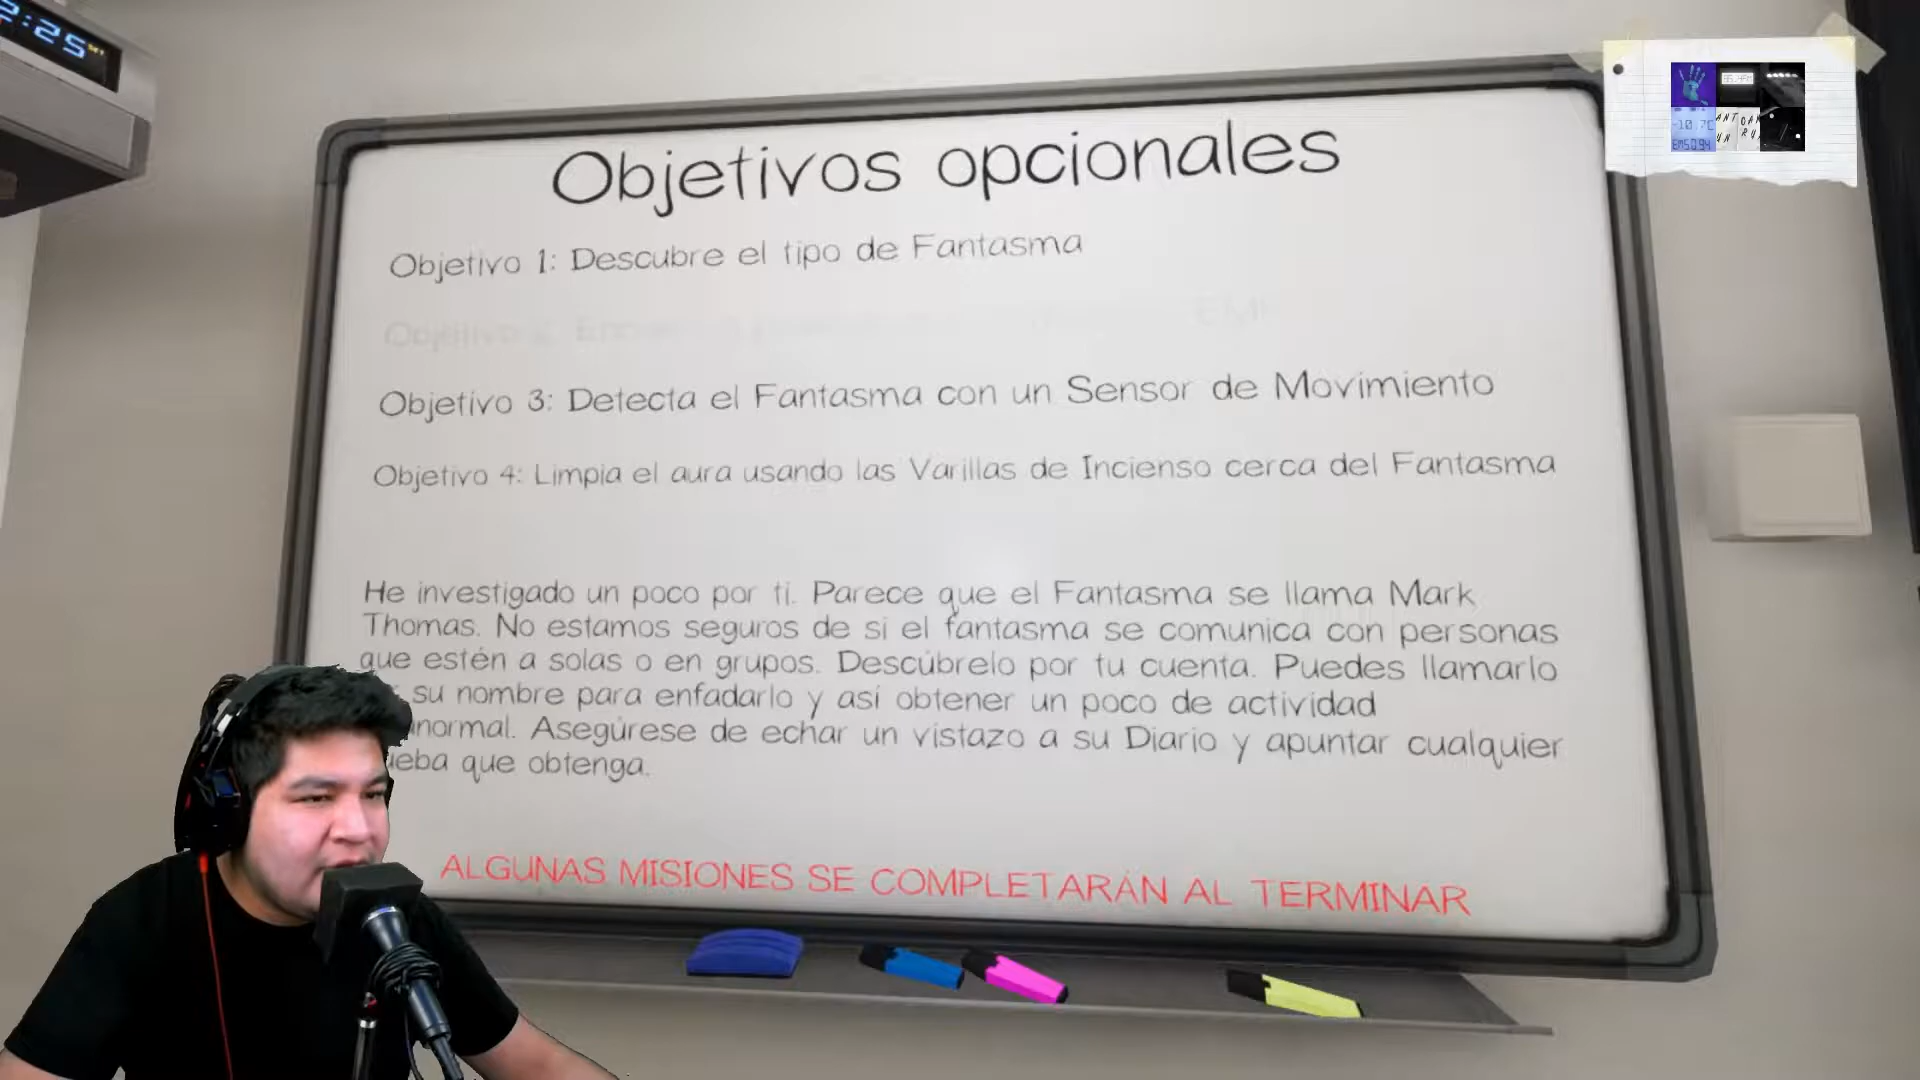 2:25
Objetivos opcionales
Objetivo 1: Descubre el tipo de Fantasma
Objetivo 3: Detecta el Fantasma con un Sensor de Movimiento
Objetivo 4: Limpia el aura usando las Varillas de Incienso cerca del Fantasma
He investigado un poco por ti. Parece que el Fantasma se llama Mark
Thomas. No estamos seguros de si el fantasma se comunica con personas
que estén a solas o en grupos. Descúbrelo por tu cuenta. Puedes llamarlo
su nombre para enfadarlo y así obtener un poco de actividad
Asegúrese de echar un vistazo a su Diario y apuntar cualquier
que obtenga.
ALGUNAS MISIONES SE COMPLETARÁN AL TERMINAR